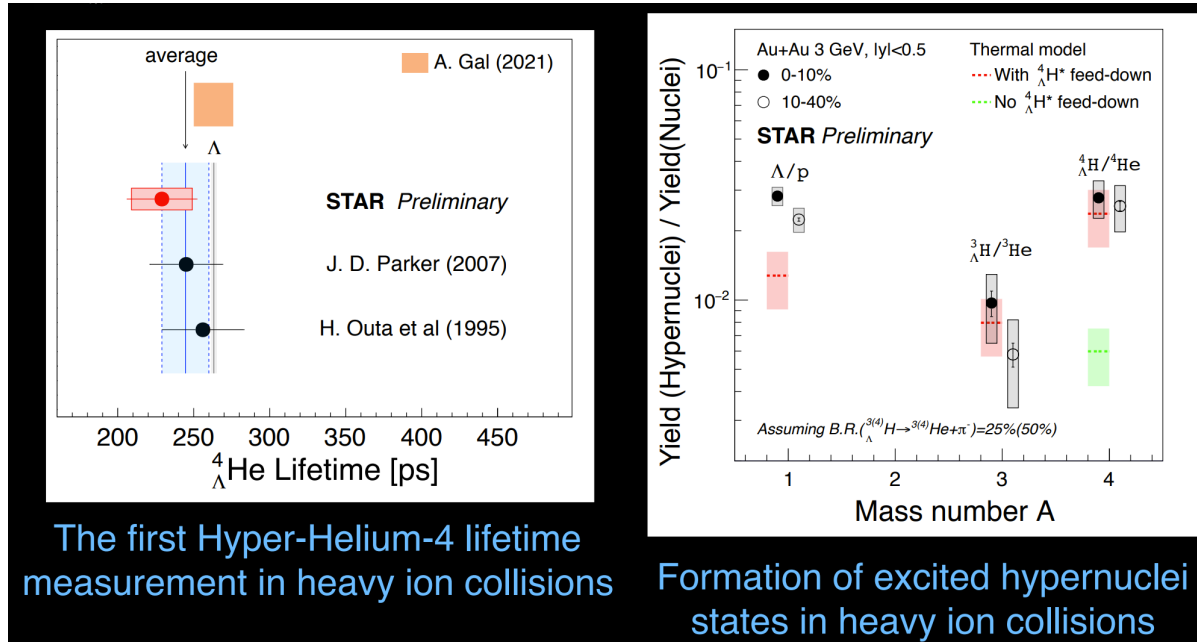 average
A. Gal (2021)
Λ
STAR Preliminary
J. D. Parker (2007)
H. Outa et al (1995)
200 250 300 350 400 450
⁴ΛHe Lifetime [ps]
The first Hyper-Helium-4 lifetime
measurement in heavy ion collisions
Yield (Hypernuclei) / Yield(Nuclei)
10⁻¹
10⁻²
Au+Au 3 GeV, |y|<0.5
0-10%
10-40%
Thermal model
With ⁴ΛH* feed-down
No ⁴ΛH* feed-down
STAR Preliminary
Λ/p
³ΛH/³He
⁴ΛH/⁴He
Assuming B.R.(³⁽⁴⁾ΛH→³⁽⁴⁾He+π⁻)=25%(50%)
1 2 3 4
Mass number A
Formation of excited hypernuclei
states in heavy ion collisions